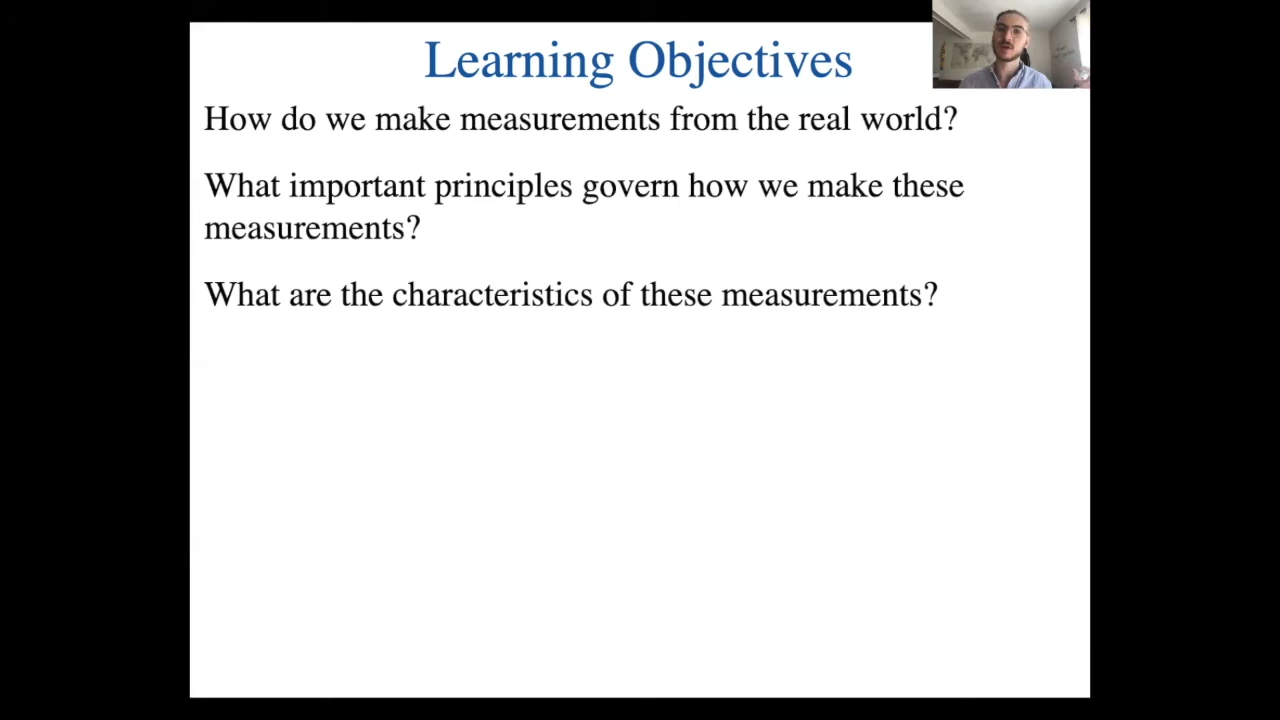 Learning Objectives
How do we make measurements from the real world?
What important principles govern how we make these
measurements?
What are the characteristics of these measurements?